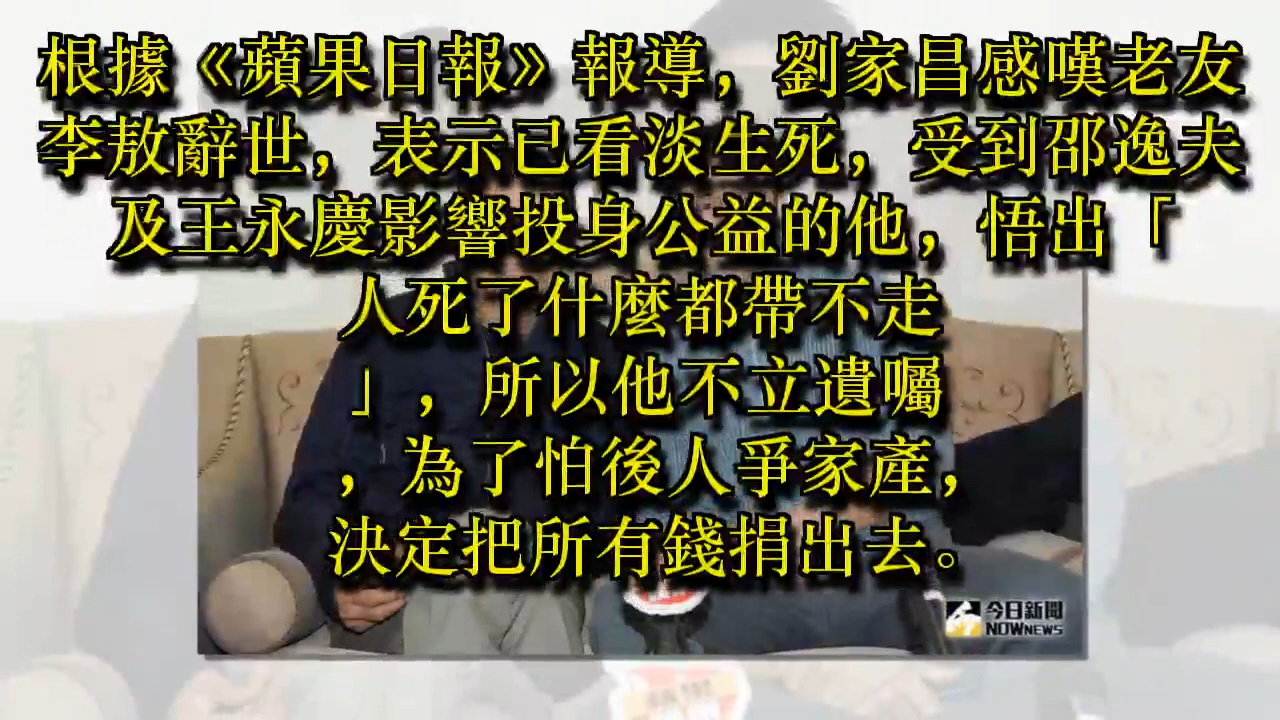 根據《蘋果日報》報導，劉家昌感嘆老友
李敖辭世，表示已看淡生死，受到邵逸夫
及王永慶影響投身公益的他，悟出「
人死了什麼都帶不走
」，所以他不立遺囑
，為了怕後人爭家產，
決定把所有錢捐出去。
今日新聞
NOWNEWS